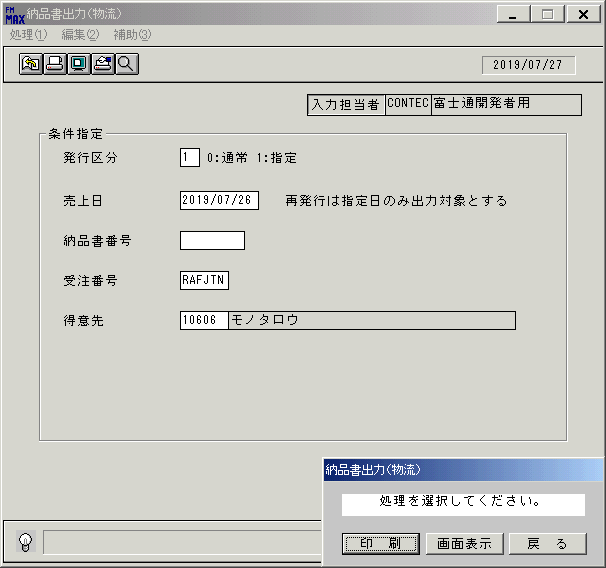 FM MAX 納品書出力(物流)
処理(1) 編集(2) 補助(3)
2019/07/27
入力担当者 CONTEC 富士通開発者用
条件指定
発行区分 1 0:通常 1:指定
売上日 2019/07/26 再発行は指定日のみ出力対象とする
納品書番号
受注番号 RAFJTN
得意先 10606 モノタロウ
納品書出力(物流)
処理を選択してください。
印 刷 画面表示 戻 る